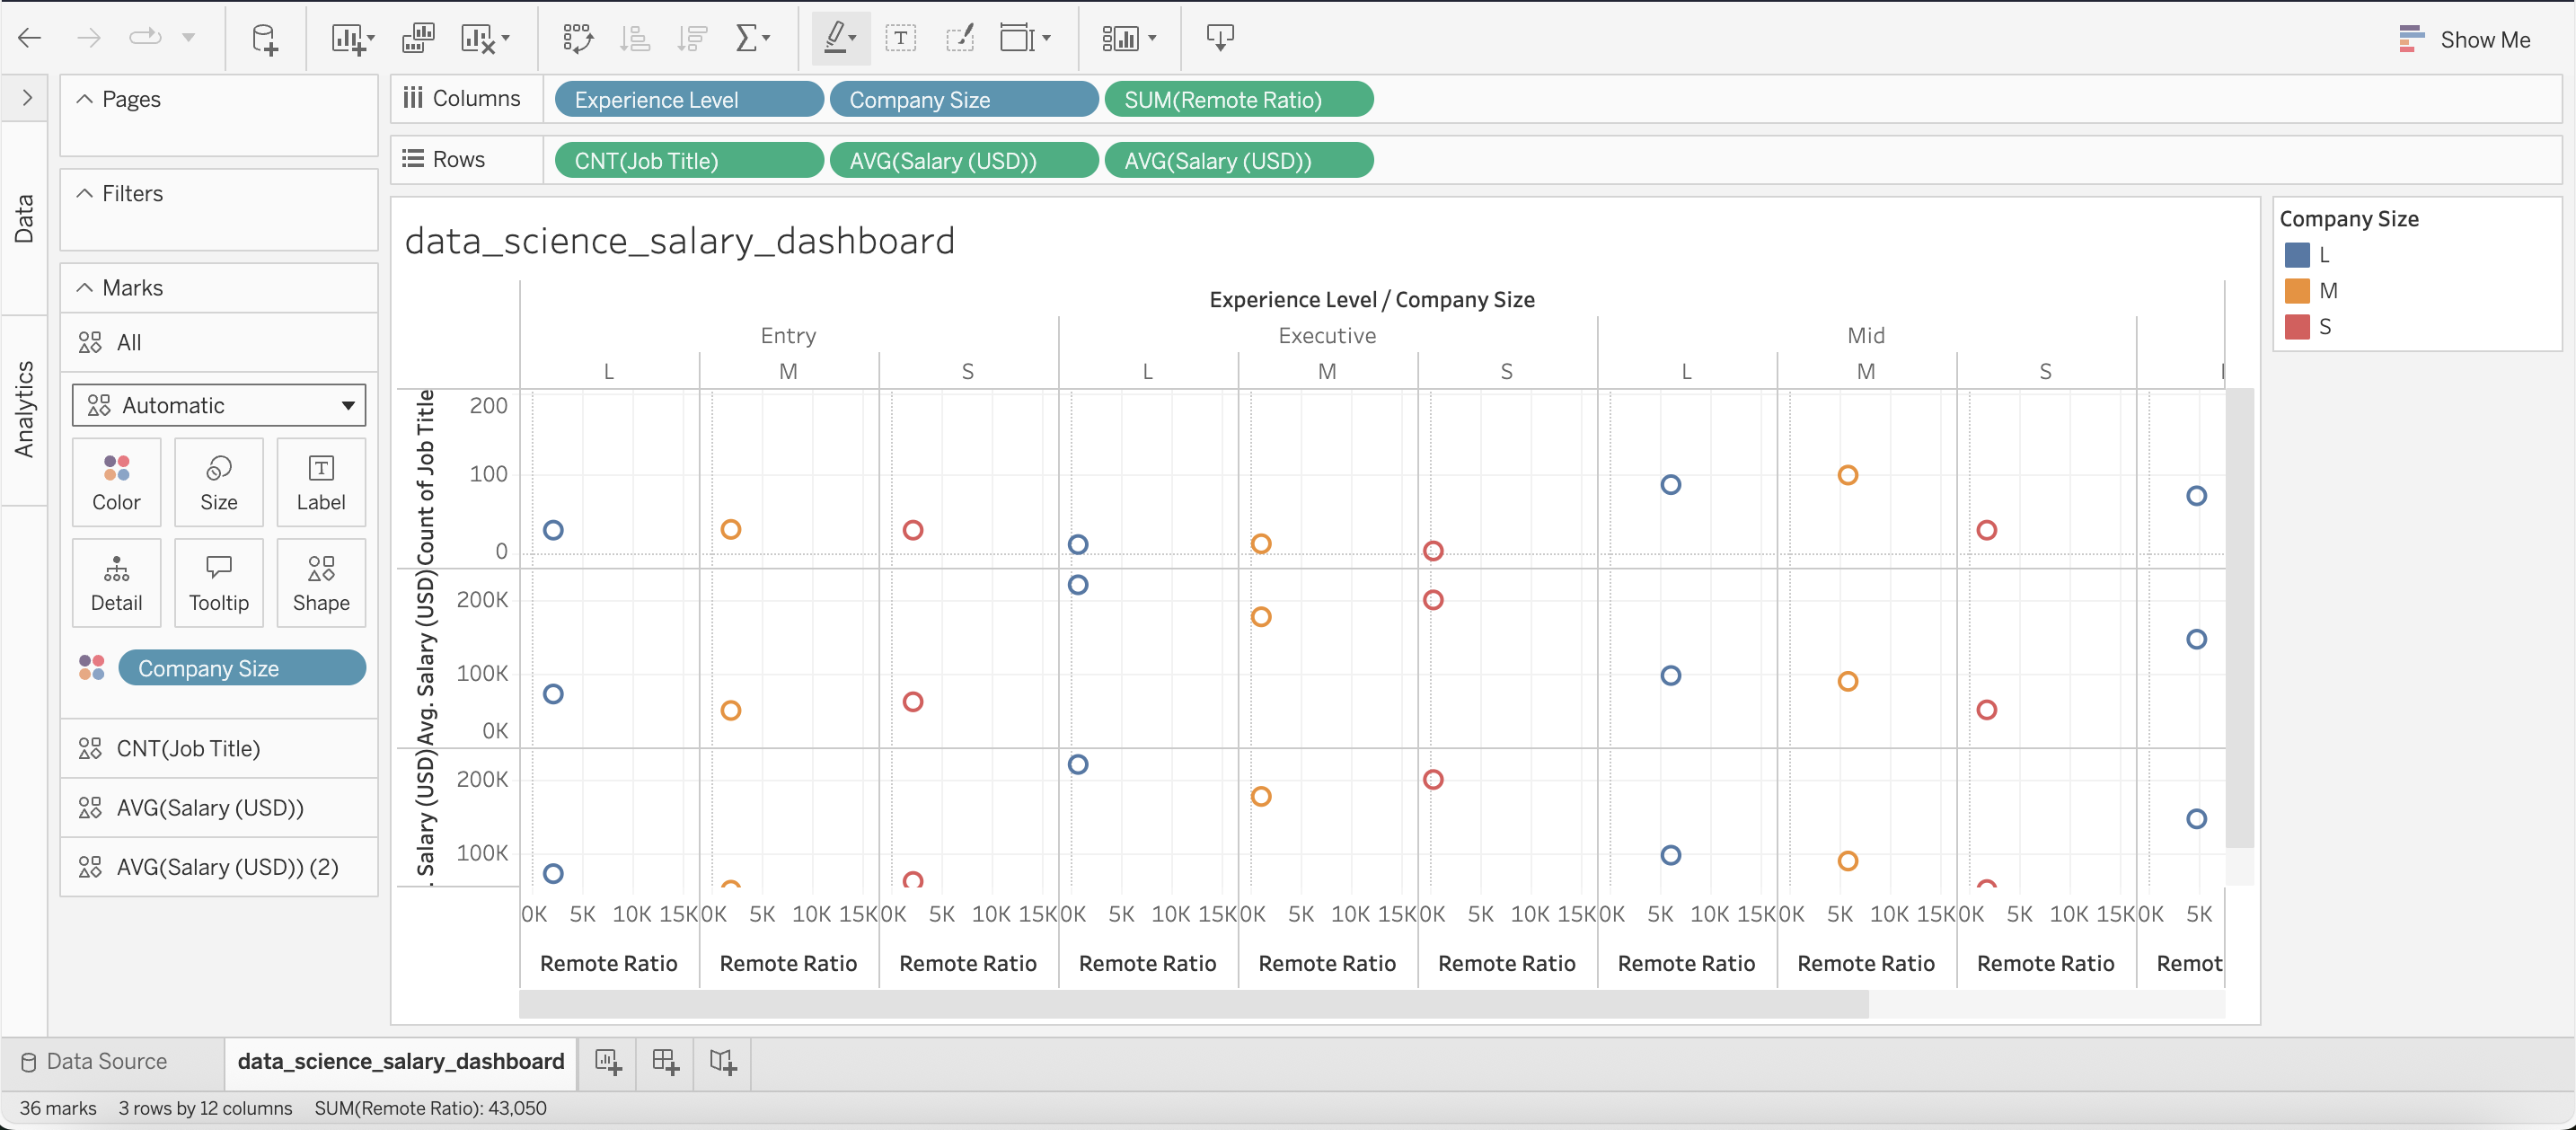 Show Me
Pages
Columns
Experience Level
Company Size
SUM(Remote Ratio)
Rows
CNT(Job Title)
AVG(Salary (USD))
AVG(Salary (USD))
Data
Analytics
Filters
Marks
All
Automatic
Color
Size
Label
Detail
Tooltip
Shape
Company Size
CNT(Job Title)
AVG(Salary (USD))
AVG(Salary (USD)) (2)
data_science_salary_dashboard
Experience Level / Company Size
Entry Executive Mid
L M S L M S L M S
Count of Job Title
200
100
0
Avg. Salary (USD)
200K
100K
0K
. Salary (USD)
200K
100K
0K 5K 10K 15K 0K 5K 10K 15K 0K 5K 10K 15K 0K 5K 10K 15K 0K 5K 10K 15K 0K 5K 10K 15K 0K 5K 10K 15K 0K 5K 10K 15K 0K 5K 10K 15K 0K 5K
Remote Ratio Remote Ratio Remote Ratio Remote Ratio Remote Ratio Remote Ratio Remote Ratio Remote Ratio Remote Ratio Remot
Company Size
L
M
S
Data Source
data_science_salary_dashboard
36 marks 3 rows by 12 columns SUM(Remote Ratio): 43,050